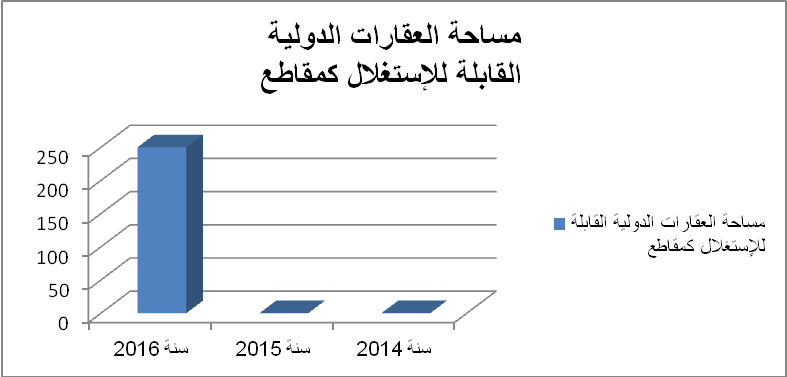 مساحة العقارات الدولية
القابلة للإستغلال كمقاطع
250
200
150
100
50
0
سنة 2016
سنة 2015
سنة 2014
مساحة العقارات الدولية القابلة
للإستغلال كمقاطع